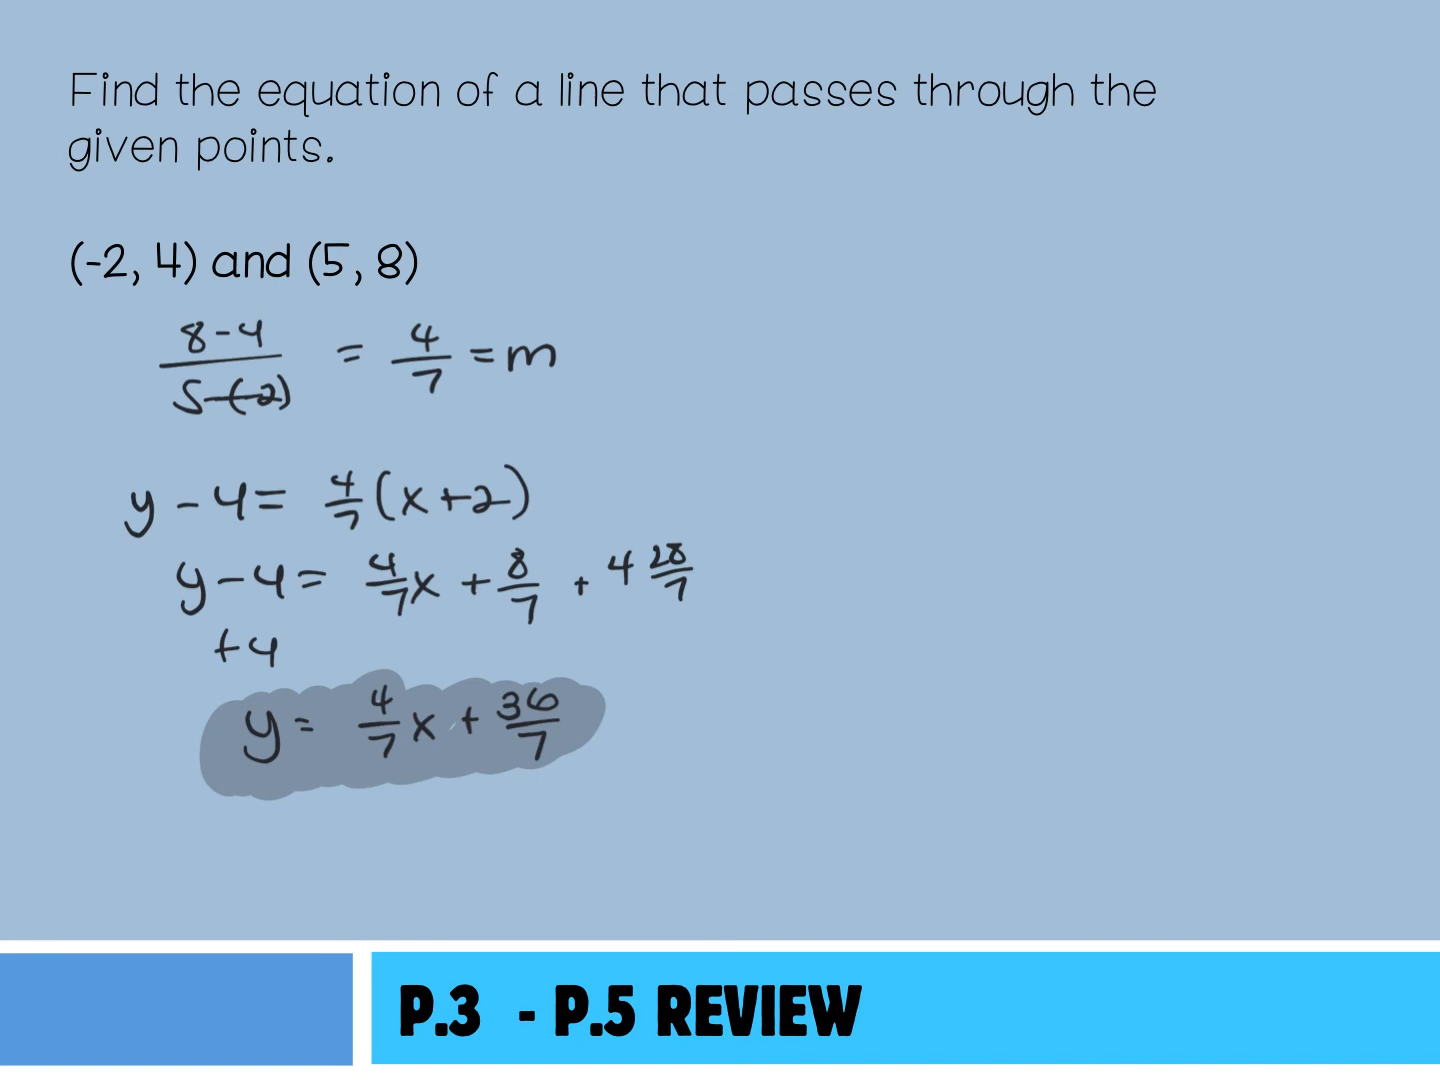 Find the equation of a line that passes through the
given points.
(-2, 4) and (5, 8)
8-4 / 5-(-2) = 4/7 = m
y - 4 = 4/7 (x + 2)
y - 4 = 4/7 x + 8/7 + 4 28/7
+4
y = 4/7 x + 36/7
P.3 - P.5 REVIEW